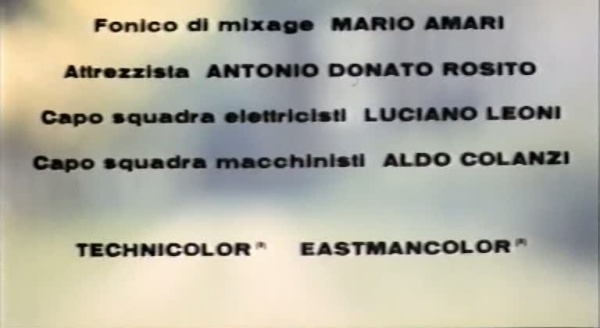 Fonico di mixage MARIO AMARI
Attrezzista ANTONIO DONATO ROSITO
Capo squadra elettricisti LUCIANO LEONI
Capo squadra macchinisti ALDO COLANZI
TECHNICOLOR (R) EASTMANCOLOR (R)